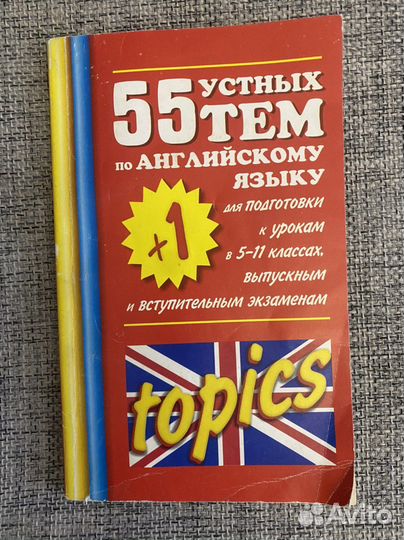 55 УСТНЫХ
ТЕМ
по АНГЛИЙСКОМУ
ЯЗЫКУ
+1
для подготовки
к урокам
в 5-11 классах,
выпускным
и вступительным экзаменам
topics
Avito